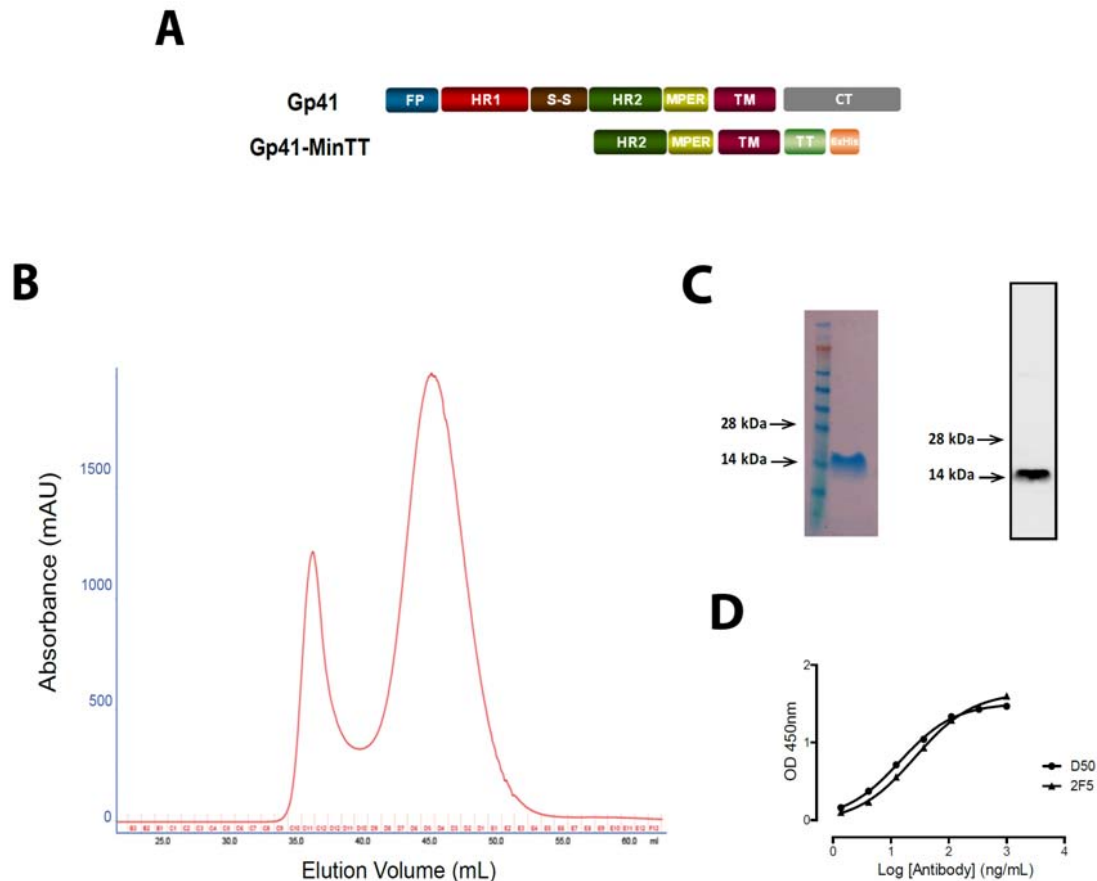 A
Gp41
FP HR1 S-S HR2 MPER TM CT
Gp41-MinTT
HR2 MPER TM TT 6xHis
B
Absorbance (mAU)
1500
1000
500
0
25.0 30.0 35.0 40.0 45.0 50.0 55.0 60.0 ml
Elution Volume (mL)
C
28 kDa
14 kDa
28 kDa
14 kDa
D
OD 450nm
2
1
0
0 1 2 3 4
Log [Antibody] (ng/mL)
D50
2F5